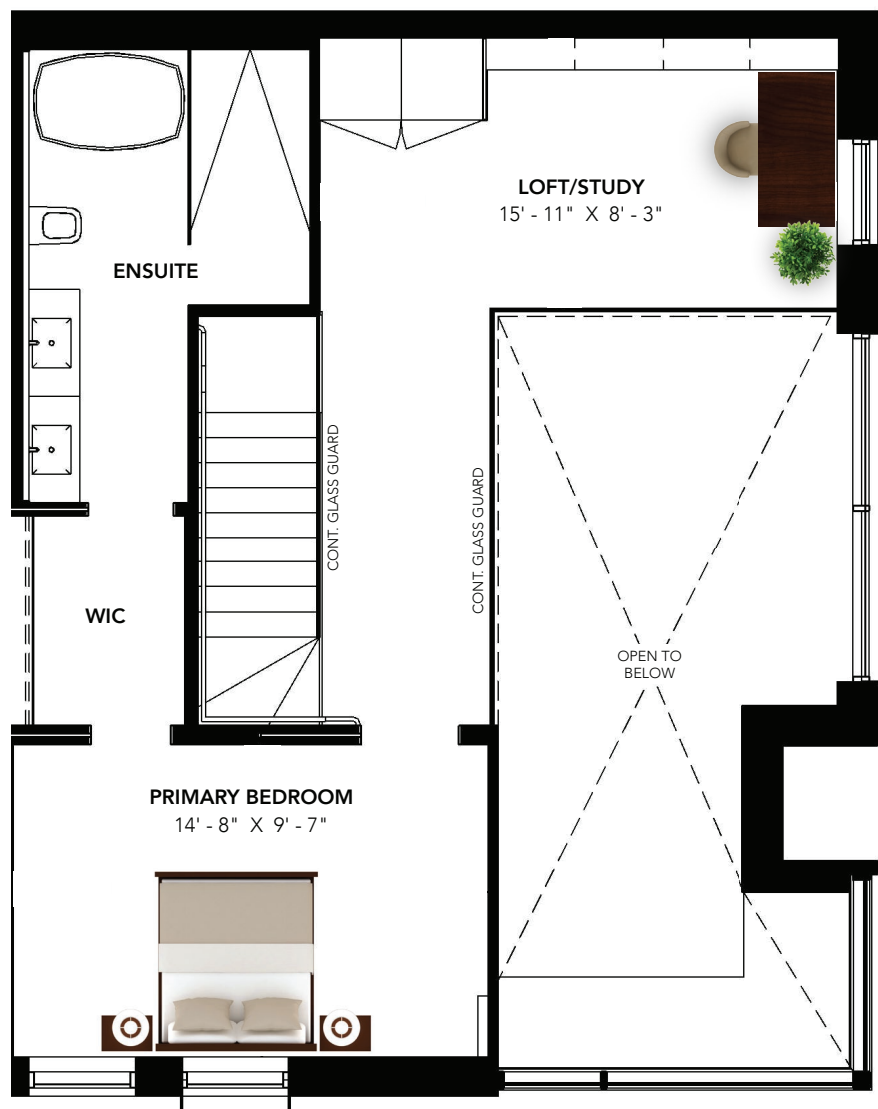 LOFT/STUDY
15' - 11" X 8' - 3"
ENSUITE
CONT. GLASS GUARD
CONT. GLASS GUARD
WIC
OPEN TO
BELOW
PRIMARY BEDROOM
14' - 8" X 9' - 7"